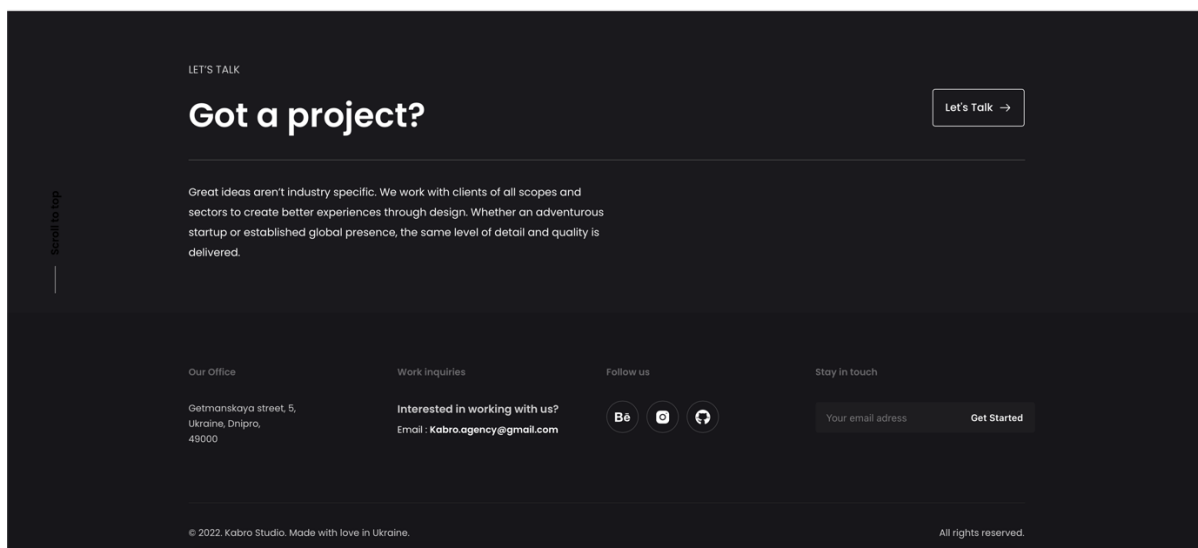 LET'S TALK
Got a project?
Let's Talk →
Great ideas aren't industry specific. We work with clients of all scopes and
sectors to create better experiences through design. Whether an adventurous
startup or established global presence, the same level of detail and quality is
delivered.
Scroll to top
Our Office
Getmanskaya street, 5,
Ukraine, Dnipro,
49000
Work inquiries
Interested in working with us?
Email : Kabro.agency@gmail.com
Follow us
Bē
Stay in touch
Your email adress
Get Started
© 2022. Kabro Studio. Made with love in Ukraine.
All rights reserved.